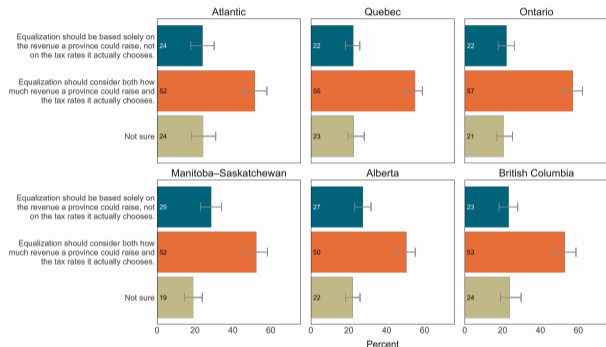 Atlantic
Quebec
Ontario
Equalization should be based solely on
the revenue a province could raise, not
on the tax rates it actually chooses.
24
22
22
Equalization should consider both how
much revenue a province could raise and
the tax rates it actually chooses.
52
55
57
Not sure
24
23
21
Manitoba–Saskatchewan
Alberta
British Columbia
Equalization should be based solely on
the revenue a province could raise, not
on the tax rates it actually chooses.
29
27
23
Equalization should consider both how
much revenue a province could raise and
the tax rates it actually chooses.
52
50
53
Not sure
19
22
24
0 20 40 60
0 20 40 60
0 20 40 60
Percent